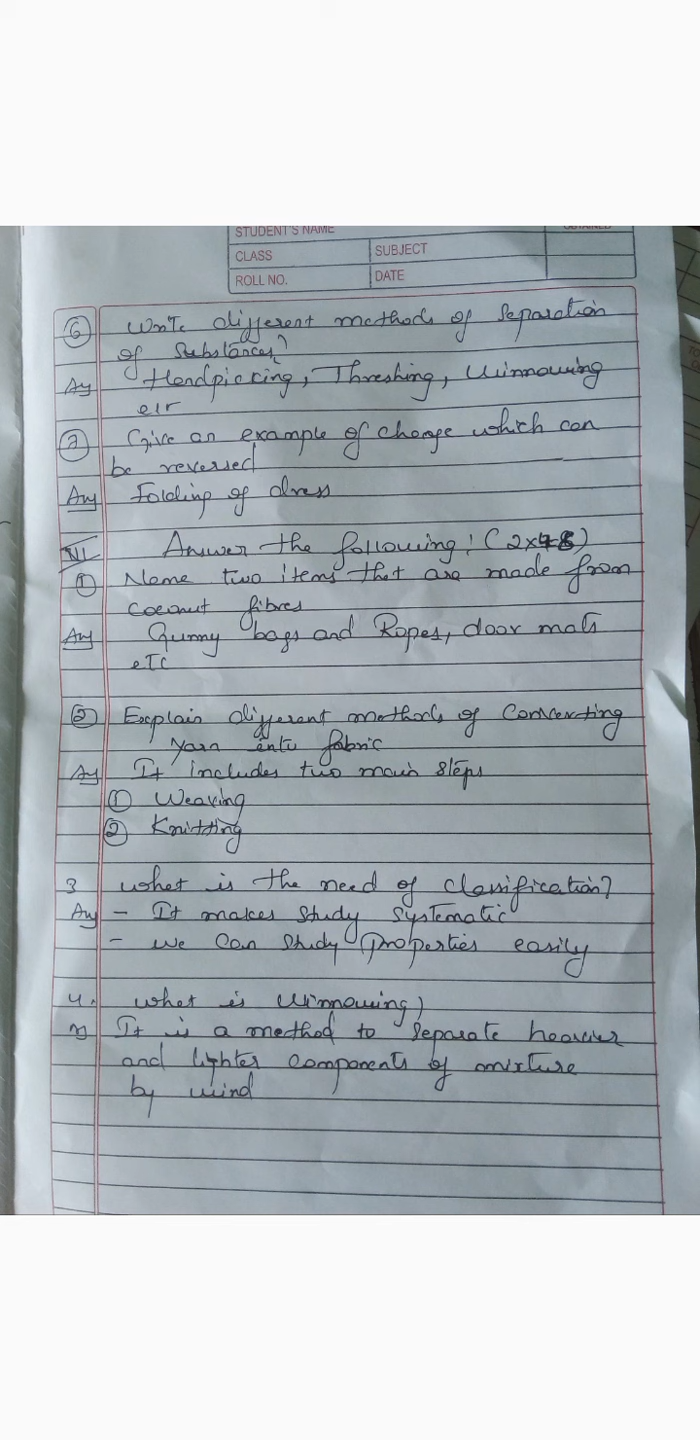 STUDENT'S NAME
CLASS SUBJECT
ROLL NO. DATE
6 Write different methods of Separation
of Substances?
Ans Handpicking, Threshing, Winnowing
etc
7 Give an example of change which can
be reversed
Ans Folding of dress
VI Answer the following: (2x4=8)
1 Name two items that are made from
coconut fibres
Ans Gunny bags and Ropes, door mats
eTC
2 Explain different methods of Converting
yarn into fabric
Ans It includes two main Steps
1 Weaving
2 Knitting
3 what is the need of classification?
Ans - It makes Study Systematic
- we Can Study properties easily
4. what is Winnowing?
It is a method to Separate heavier
and lighter components of mixture
by wind